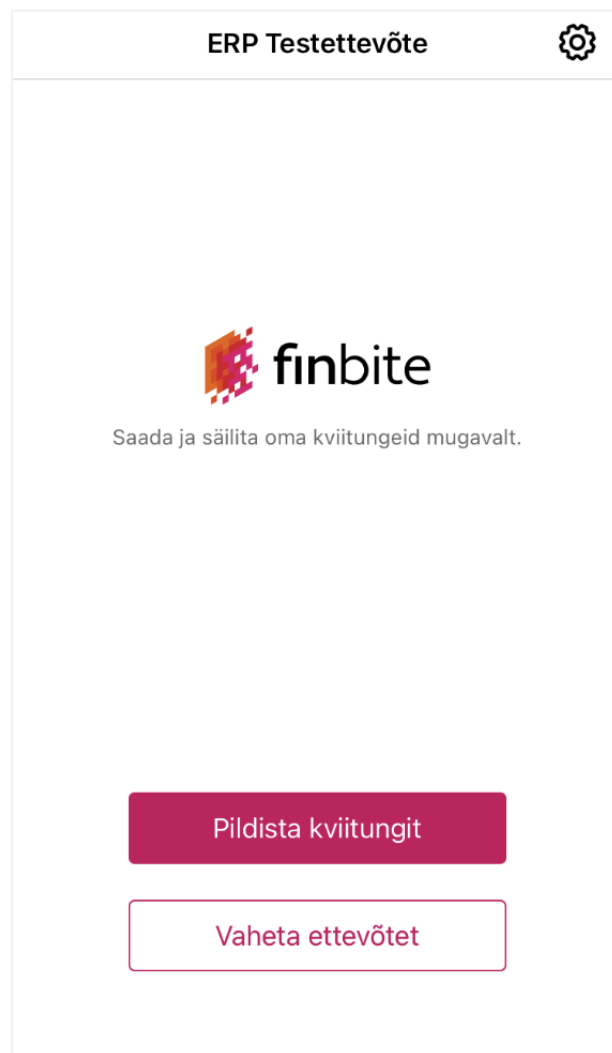 ERP Testettevõte
finbite
Saada ja säilita oma kviitungeid mugavalt.
Pildista kviitungit
Vaheta ettevõtet